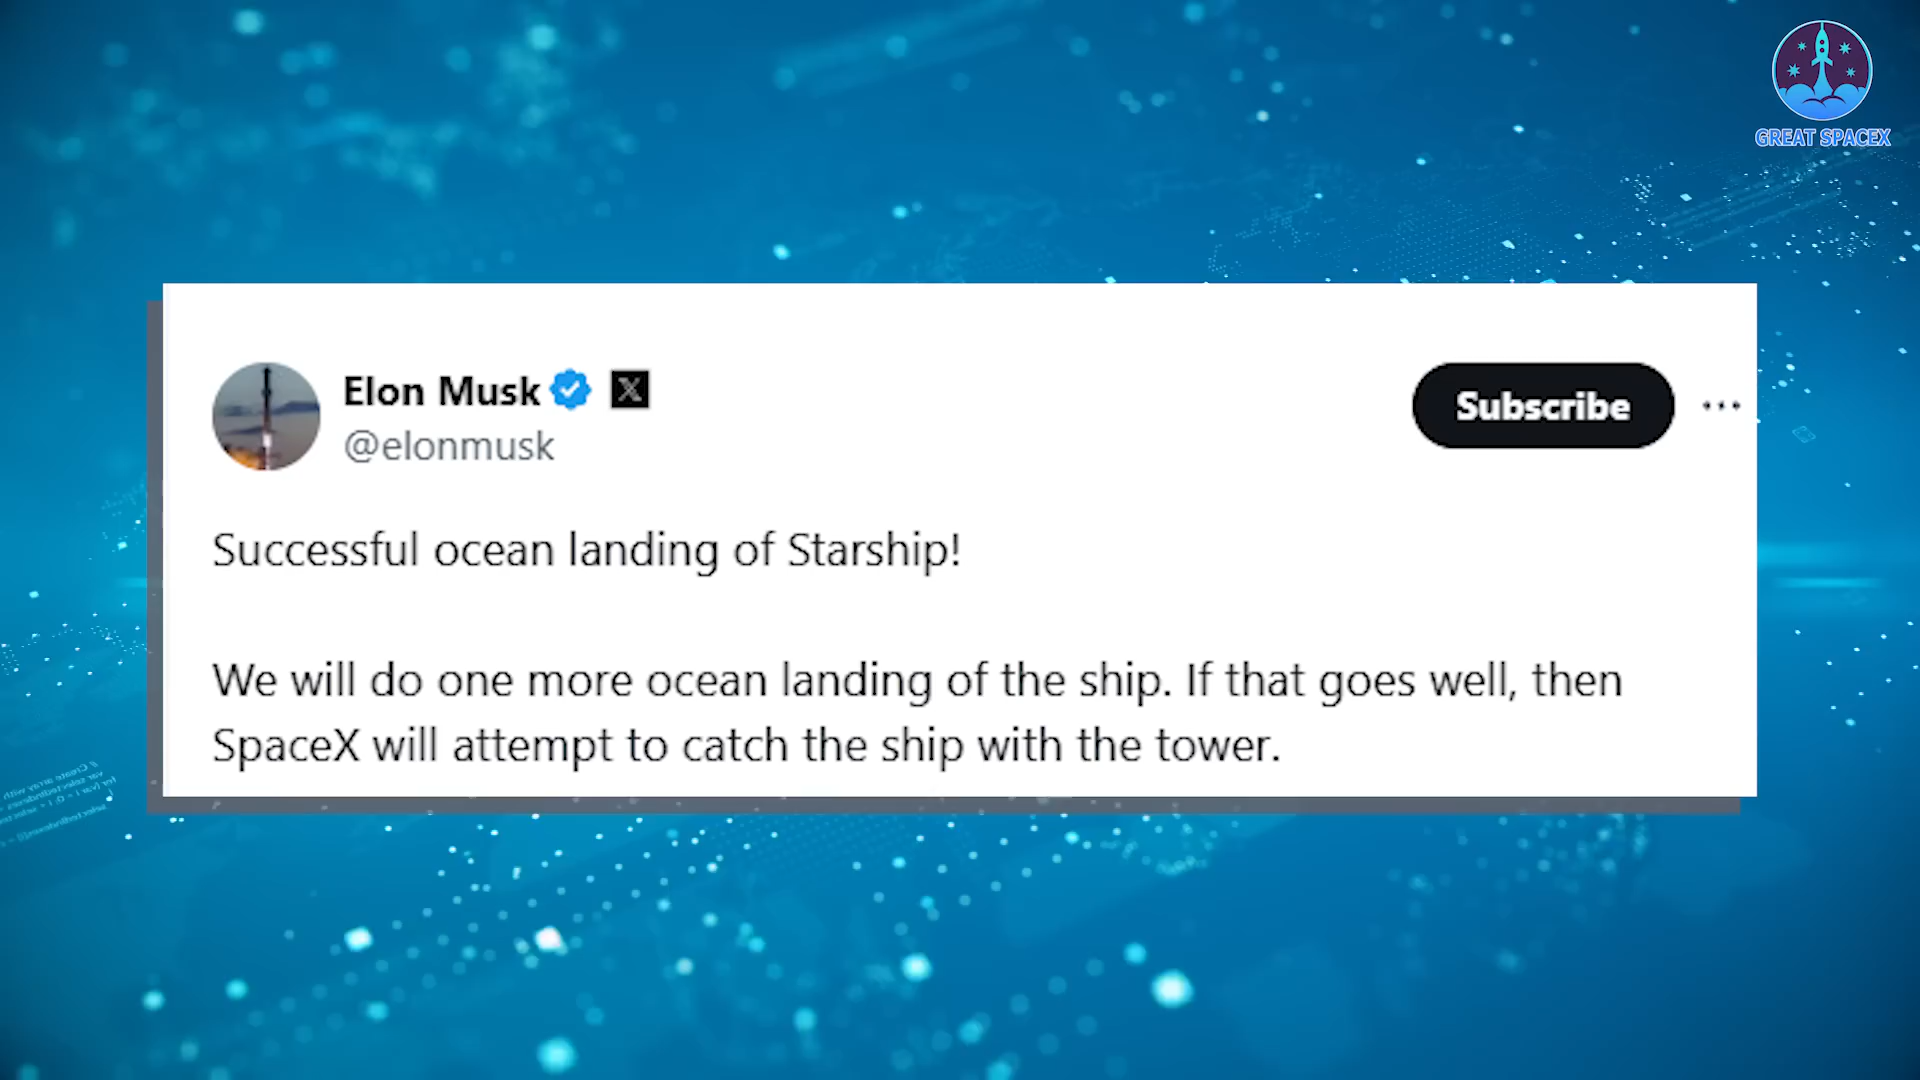 GREAT SPACEX
Elon Musk
@elonmusk
Subscribe
Successful ocean landing of Starship!
We will do one more ocean landing of the ship. If that goes well, then
SpaceX will attempt to catch the ship with the tower.